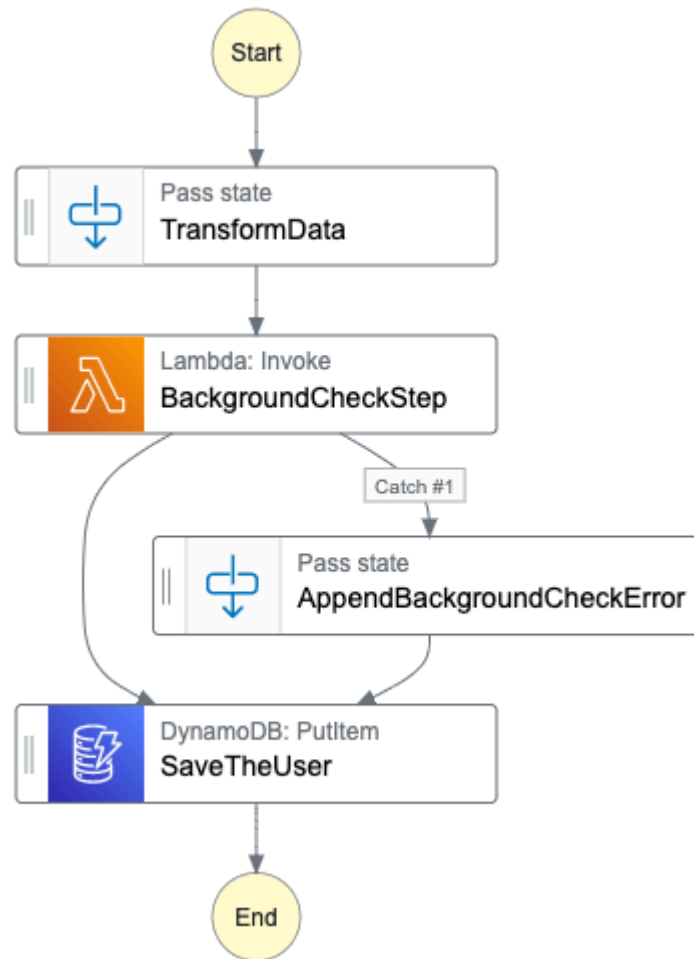 Start
Pass state
TransformData
Lambda: Invoke
BackgroundCheckStep
Catch #1
Pass state
AppendBackgroundCheckError
DynamoDB: PutItem
SaveTheUser
End